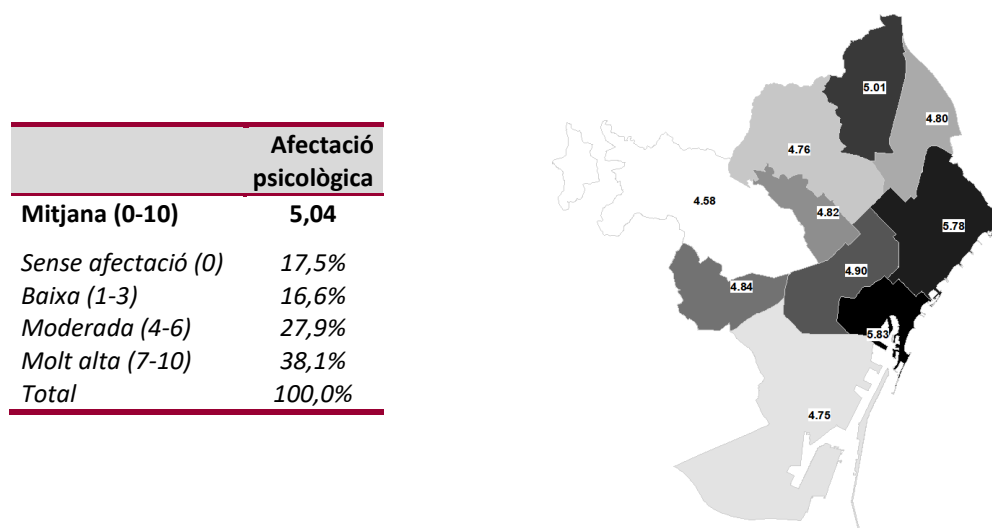 Afectació
psicològica
Mitjana (0-10) 5,04
Sense afectació (0) 17,5%
Baixa (1-3) 16,6%
Moderada (4-6) 27,9%
Molt alta (7-10) 38,1%
Total 100,0%
5.01
4.80
4.76
4.58
4.82
5.78
4.90
4.84
5.83
4.75